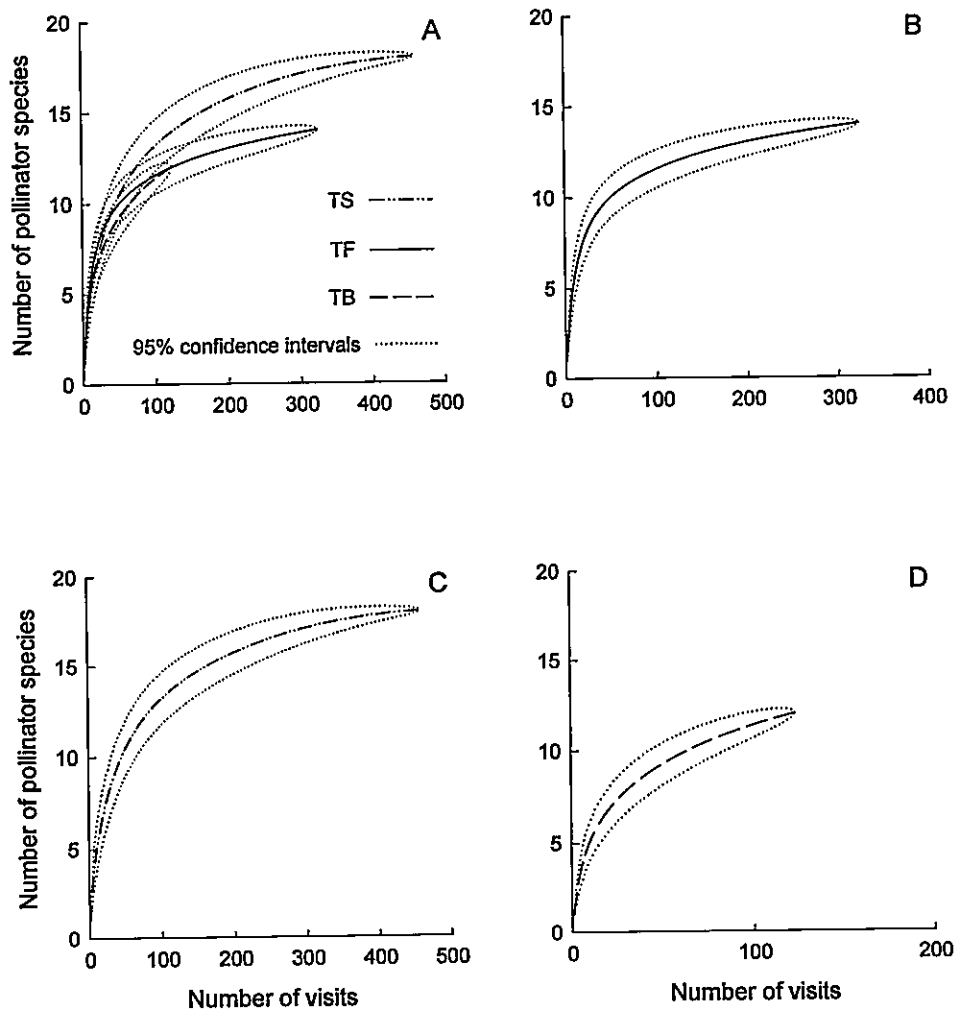 20
15
10
5
0
Number of pollinator species
A
TS
TF
TB
95% confidence intervals
0 100 200 300 400 500
20
15
10
5
0
B
0 100 200 300 400
20
15
10
5
0
Number of pollinator species
C
0 100 200 300 400 500
Number of visits
20
15
10
5
0
D
0 100 200
Number of visits